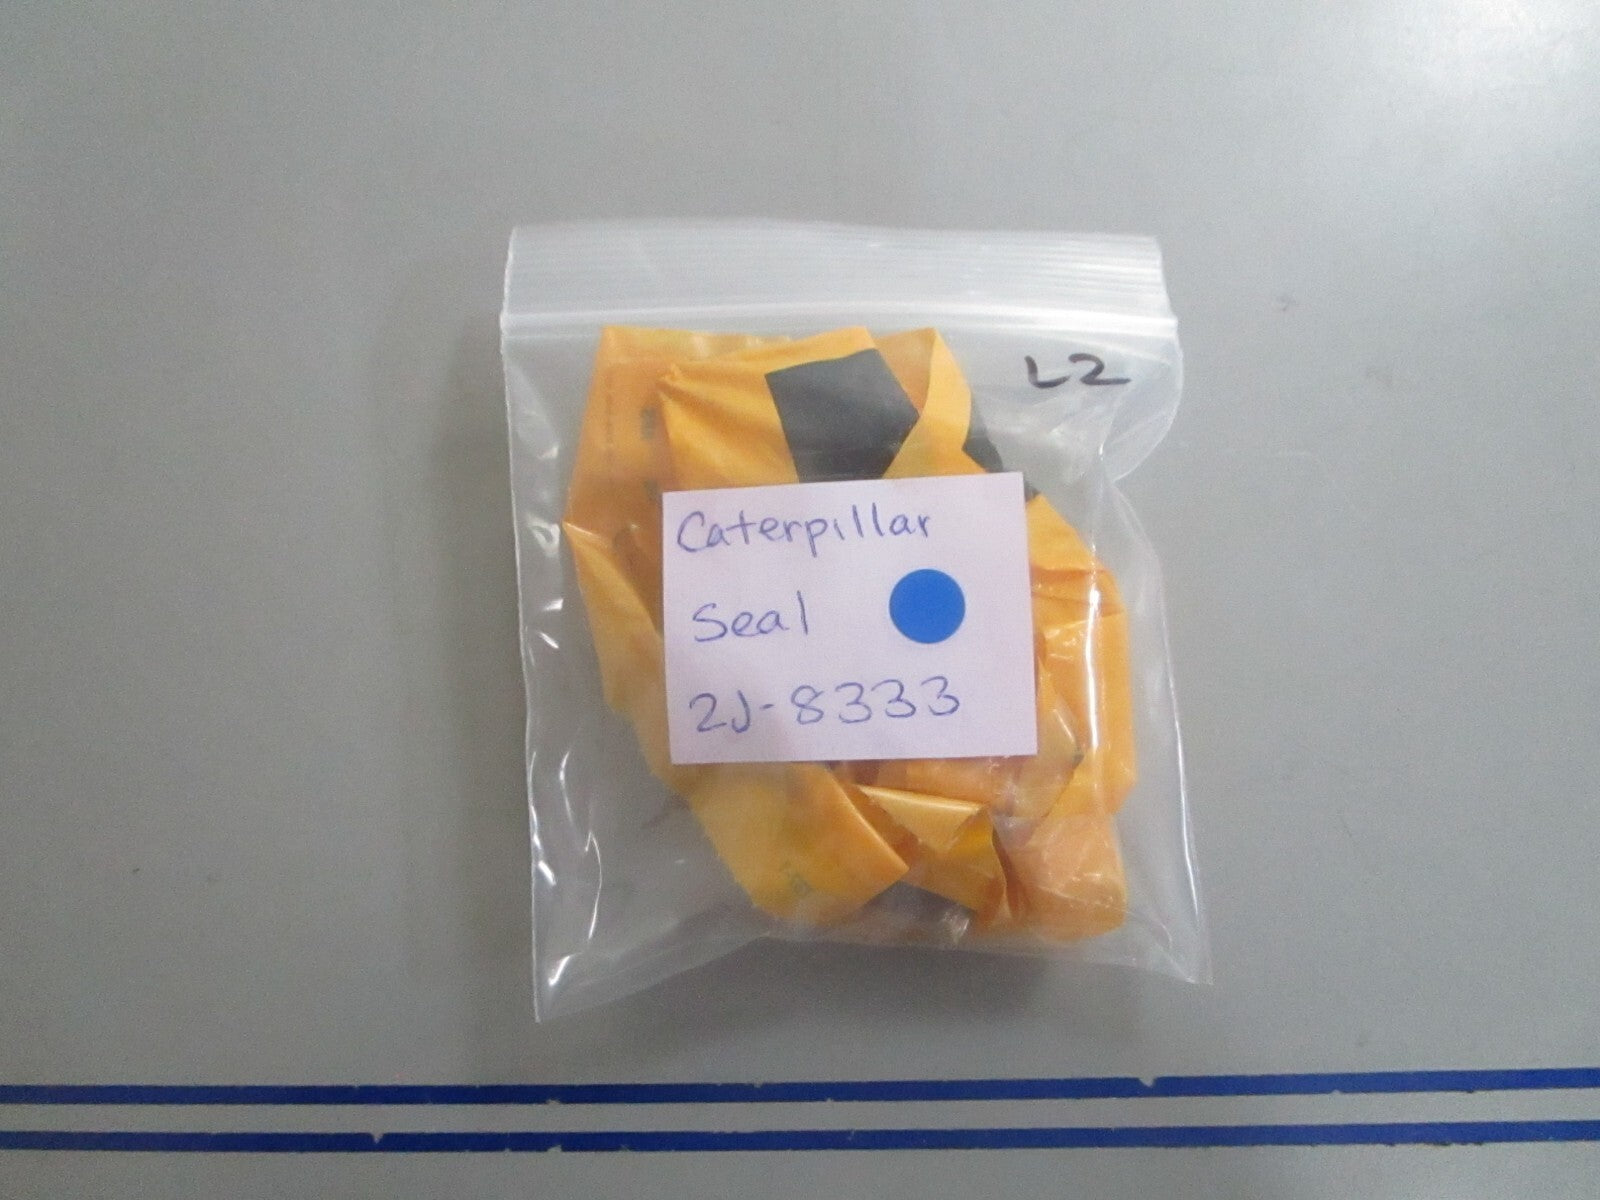 L2
Caterpillar
Seal
2J-8333